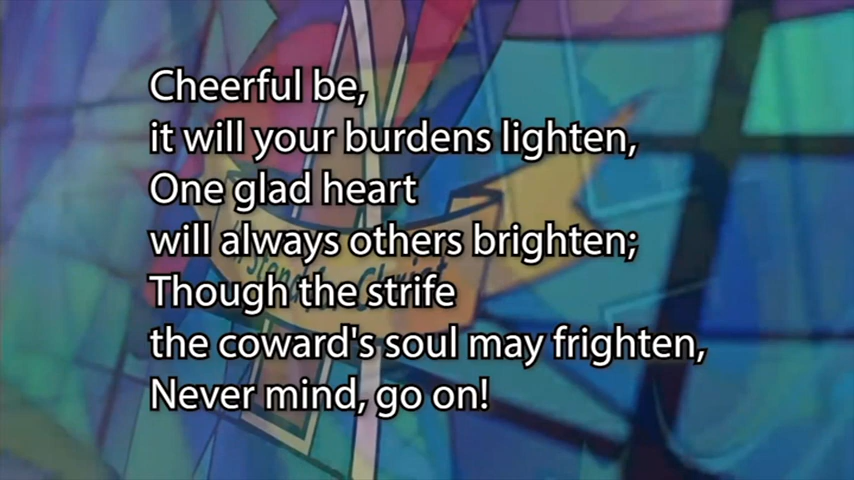 Cheerful be,
it will your burdens lighten,
One glad heart
will always others brighten;
Though the strife
the coward's soul may frighten,
Never mind, go on!